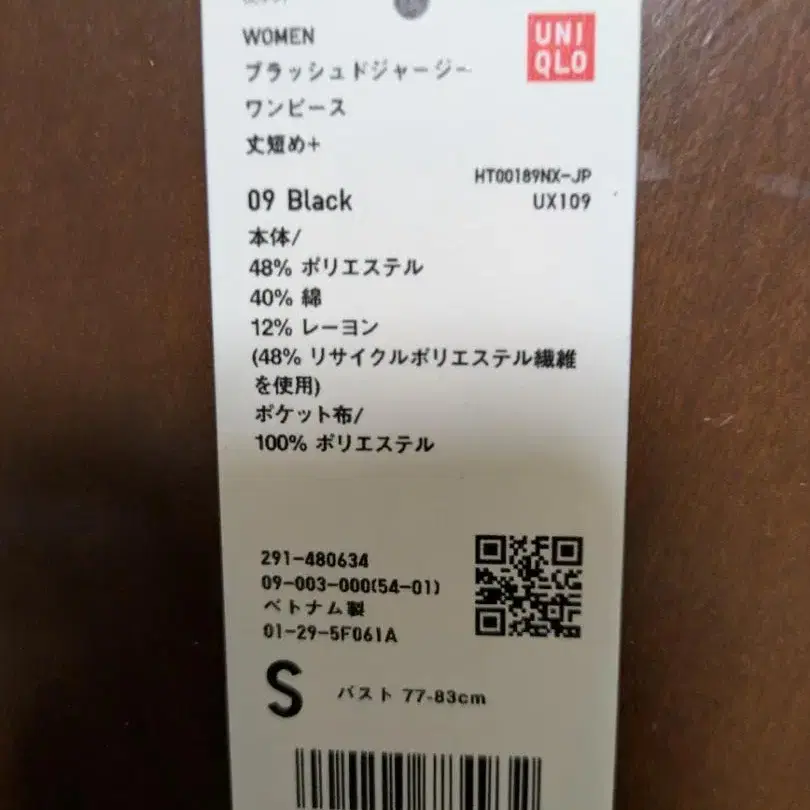 WOMEN
UNI
QLO
ブラッシュドジャージー
ワンピース
丈短め+
HT00189NX-JP
09 Black
UX109
本体/
48% ポリエステル
40% 綿
12% レーヨン
(48% リサイクルポリエステル繊維
を使用)
ポケット布/
100% ポリエステル
291-480634
09-003-000(54-01)
ベトナム製
01-29-5F061A
S
バスト 77-83cm